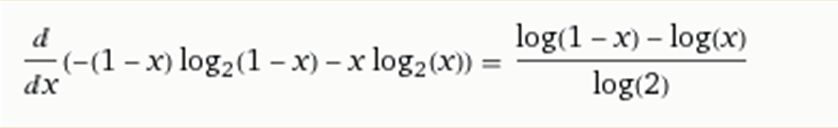 d/dx (-(1 - x) log₂(1 - x) - x log₂(x)) = (log(1 - x) - log(x))/log(2)